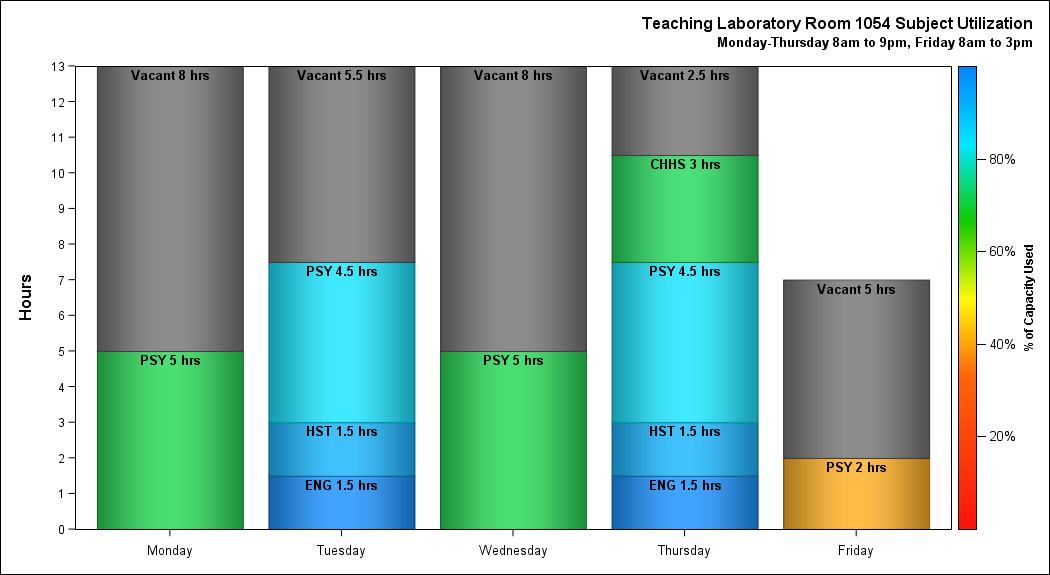 Teaching Laboratory Room 1054 Subject Utilization
Monday-Thursday 8am to 9pm, Friday 8am to 3pm
Hours
13
12
11
10
9
8
7
6
5
4
3
2
1
0
Vacant 8 hrs
PSY 5 hrs
Vacant 5.5 hrs
PSY 4.5 hrs
HST 1.5 hrs
ENG 1.5 hrs
Vacant 8 hrs
PSY 5 hrs
Vacant 2.5 hrs
CHHS 3 hrs
PSY 4.5 hrs
HST 1.5 hrs
ENG 1.5 hrs
Vacant 5 hrs
PSY 2 hrs
Monday
Tuesday
Wednesday
Thursday
Friday
80%
60%
40%
20%
% of Capacity Used